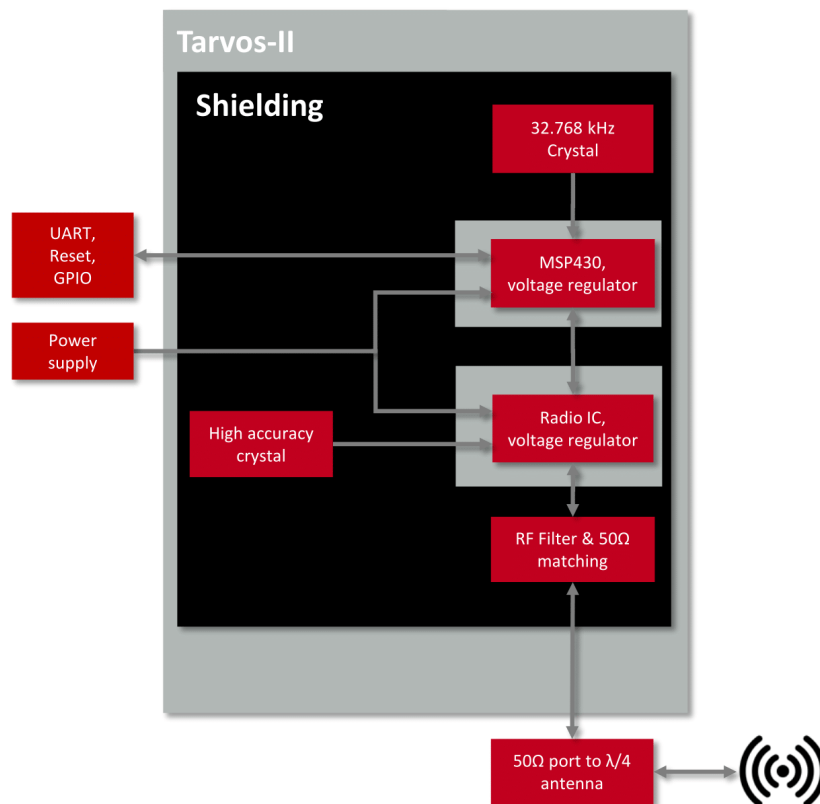 Tarvos-II
Shielding
32.768 kHz
Crystal
UART,
Reset,
GPIO
MSP430,
voltage regulator
Power
supply
High accuracy
crystal
Radio IC,
voltage regulator
RF Filter & 50Ω
matching
50Ω port to λ/4
antenna